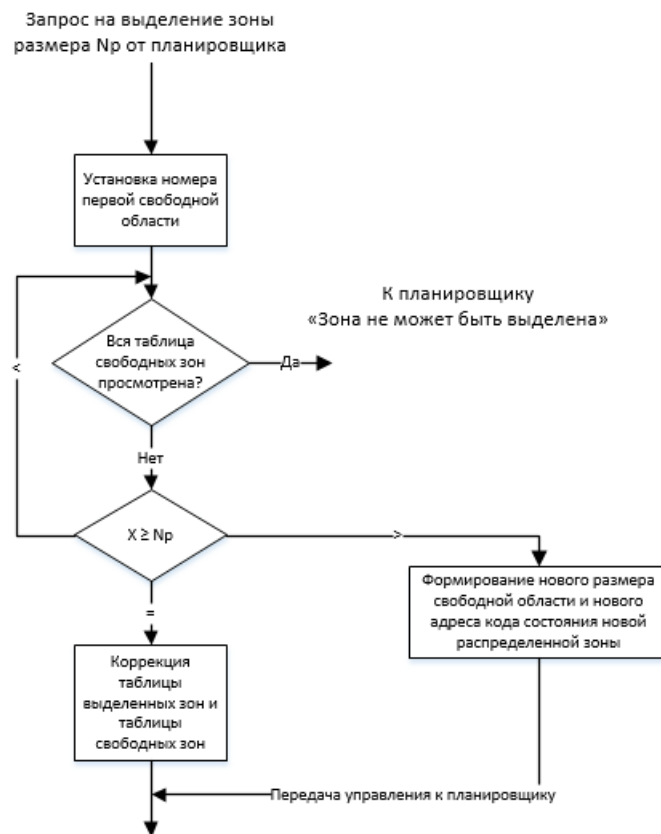 Запрос на выделение зоны
размера Np от планировщика
Установка номера
первой свободной
области
К планировщику
«Зона не может быть выделена»
Вся таблица
свободных зон
просмотрена?
Да
<
Нет
X ≥ Np
>
Формирование нового размера
свободной области и нового
адреса кода состояния новой
распределенной зоны
=
Коррекция
таблицы
выделенных зон и
таблицы
свободных зон
Передача управления к планировщику